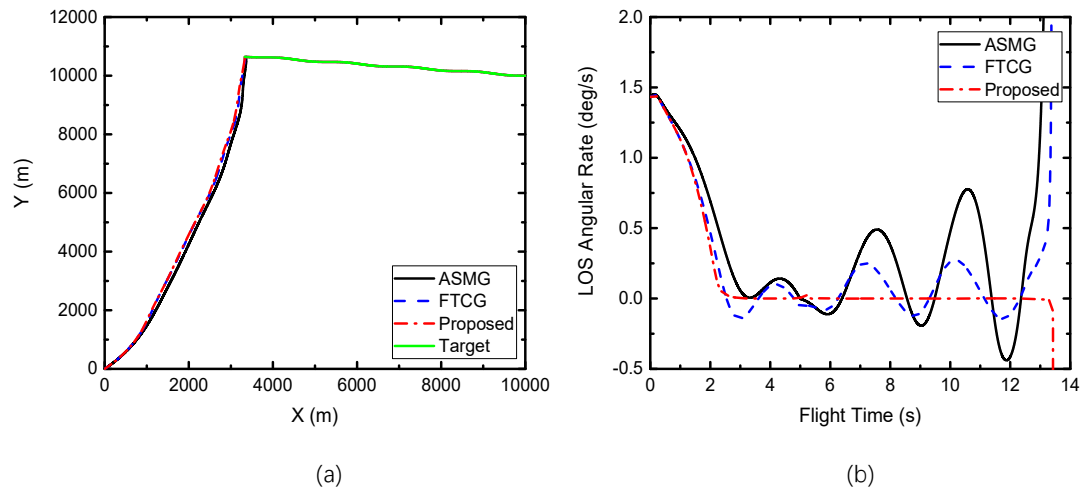 12000
10000
8000
6000
4000
2000
0
Y (m)
0 2000 4000 6000 8000 10000
X (m)
ASMG
FTCG
Proposed
Target
(a)
2.0
1.5
1.0
0.5
0.0
-0.5
LOS Angular Rate (deg/s)
0 2 4 6 8 10 12 14
Flight Time (s)
ASMG
FTCG
Proposed
(b)